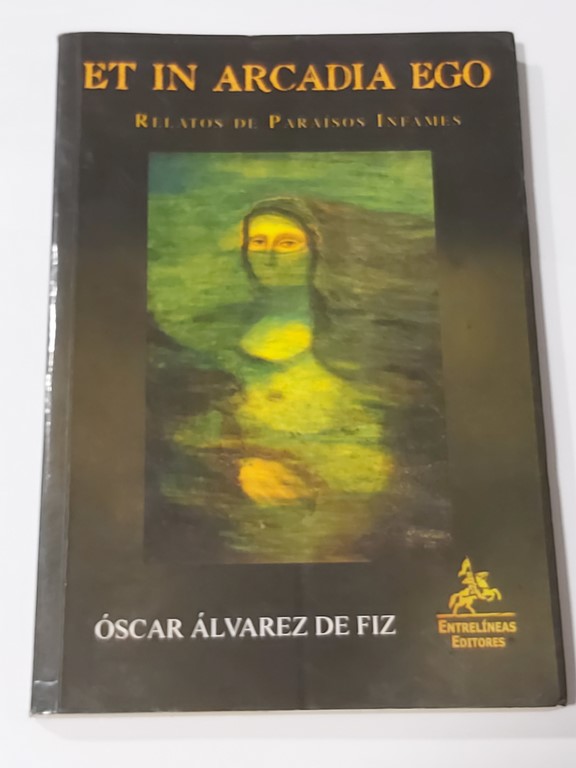 ET IN ARCADIA EGO
RELATOS DE PARAÍSOS INFAMES
ÓSCAR ÁLVAREZ DE FIZ
ENTRELÍNEAS
EDITORES